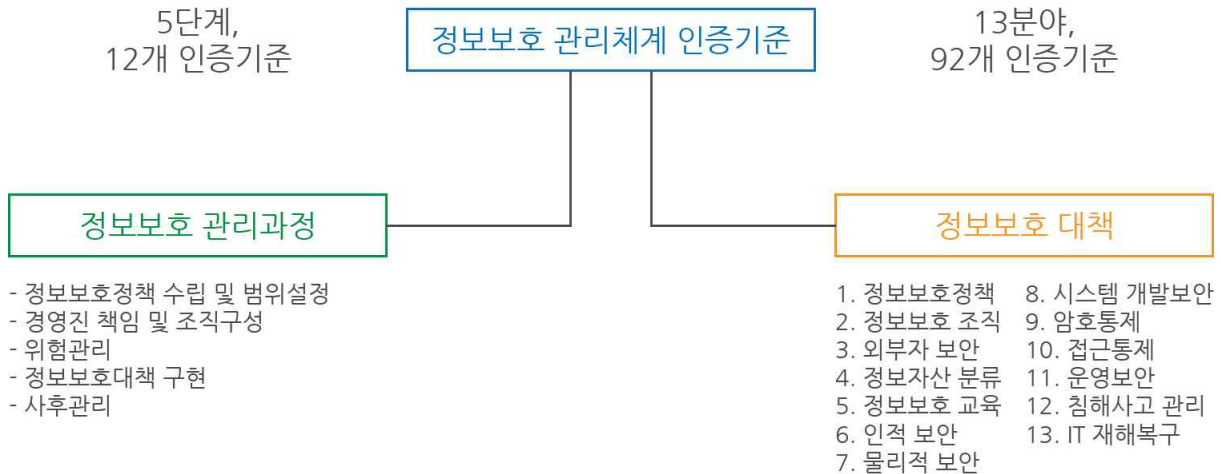 5단계,
12개 인증기준
정보보호 관리체계 인증기준
13분야,
92개 인증기준
정보보호 관리과정
- 정보보호정책 수립 및 범위설정
- 경영진 책임 및 조직구성
- 위험관리
- 정보보호대책 구현
- 사후관리
정보보호 대책
1. 정보보호정책
2. 정보보호 조직
3. 외부자 보안
4. 정보자산 분류
5. 정보보호 교육
6. 인적 보안
7. 물리적 보안
8. 시스템 개발보안
9. 암호통제
10. 접근통제
11. 운영보안
12. 침해사고 관리
13. IT 재해복구